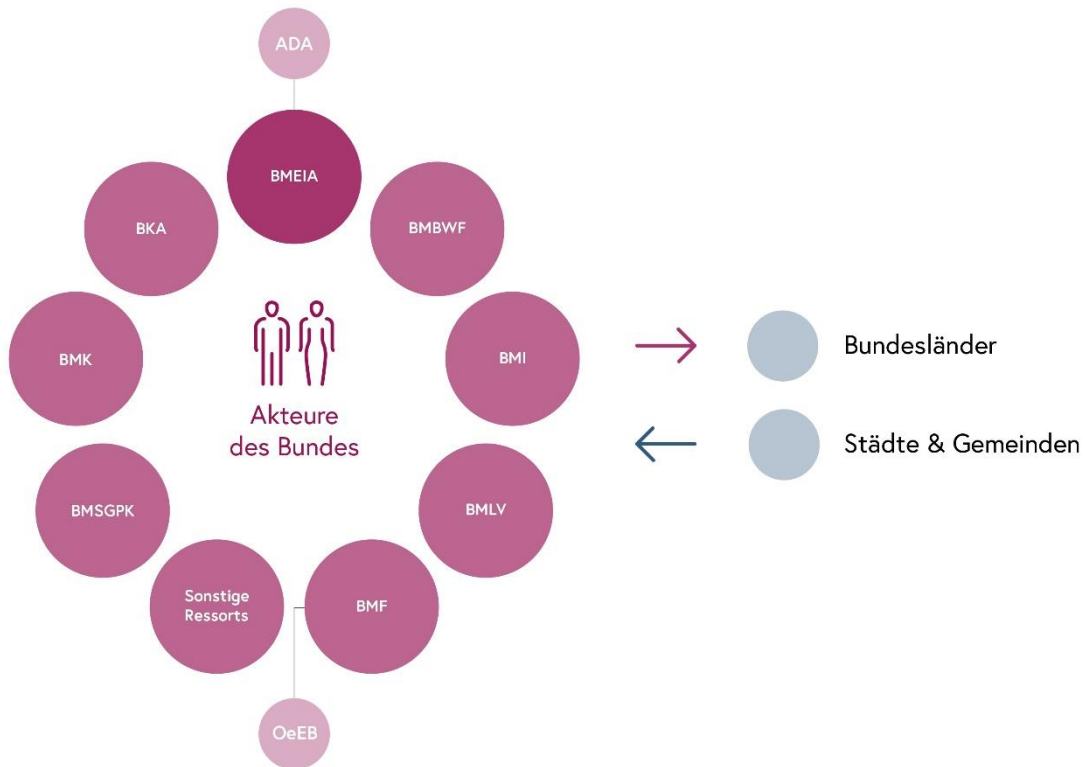 ADA
BMEIA
BKA
BMBWF
BMK
BMI
Akteure
des Bundes
BMSGPK
BMLV
Sonstige
Ressorts
BMF
OeEB
Bundesländer
Städte & Gemeinden